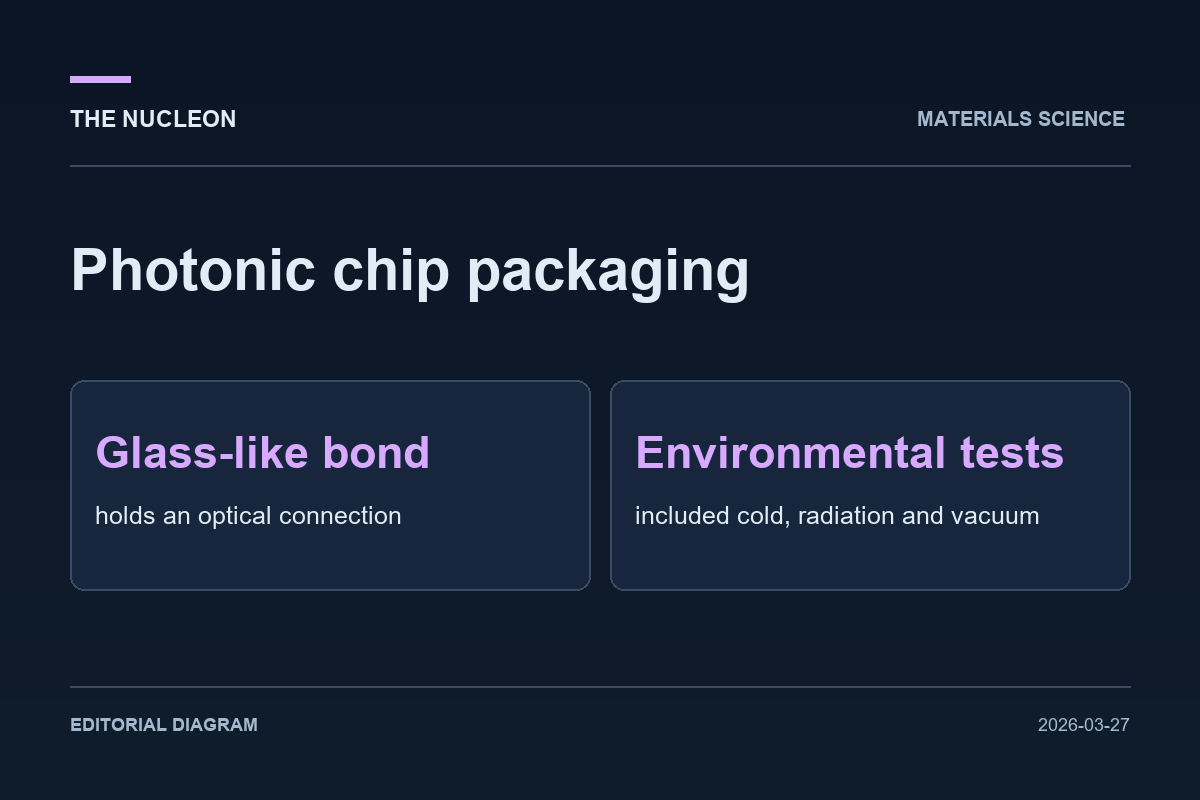 THE NUCLEON
MATERIALS SCIENCE
Photonic chip packaging
Glass-like bond
holds an optical connection
Environmental tests
included cold, radiation and vacuum
EDITORIAL DIAGRAM
2026-03-27